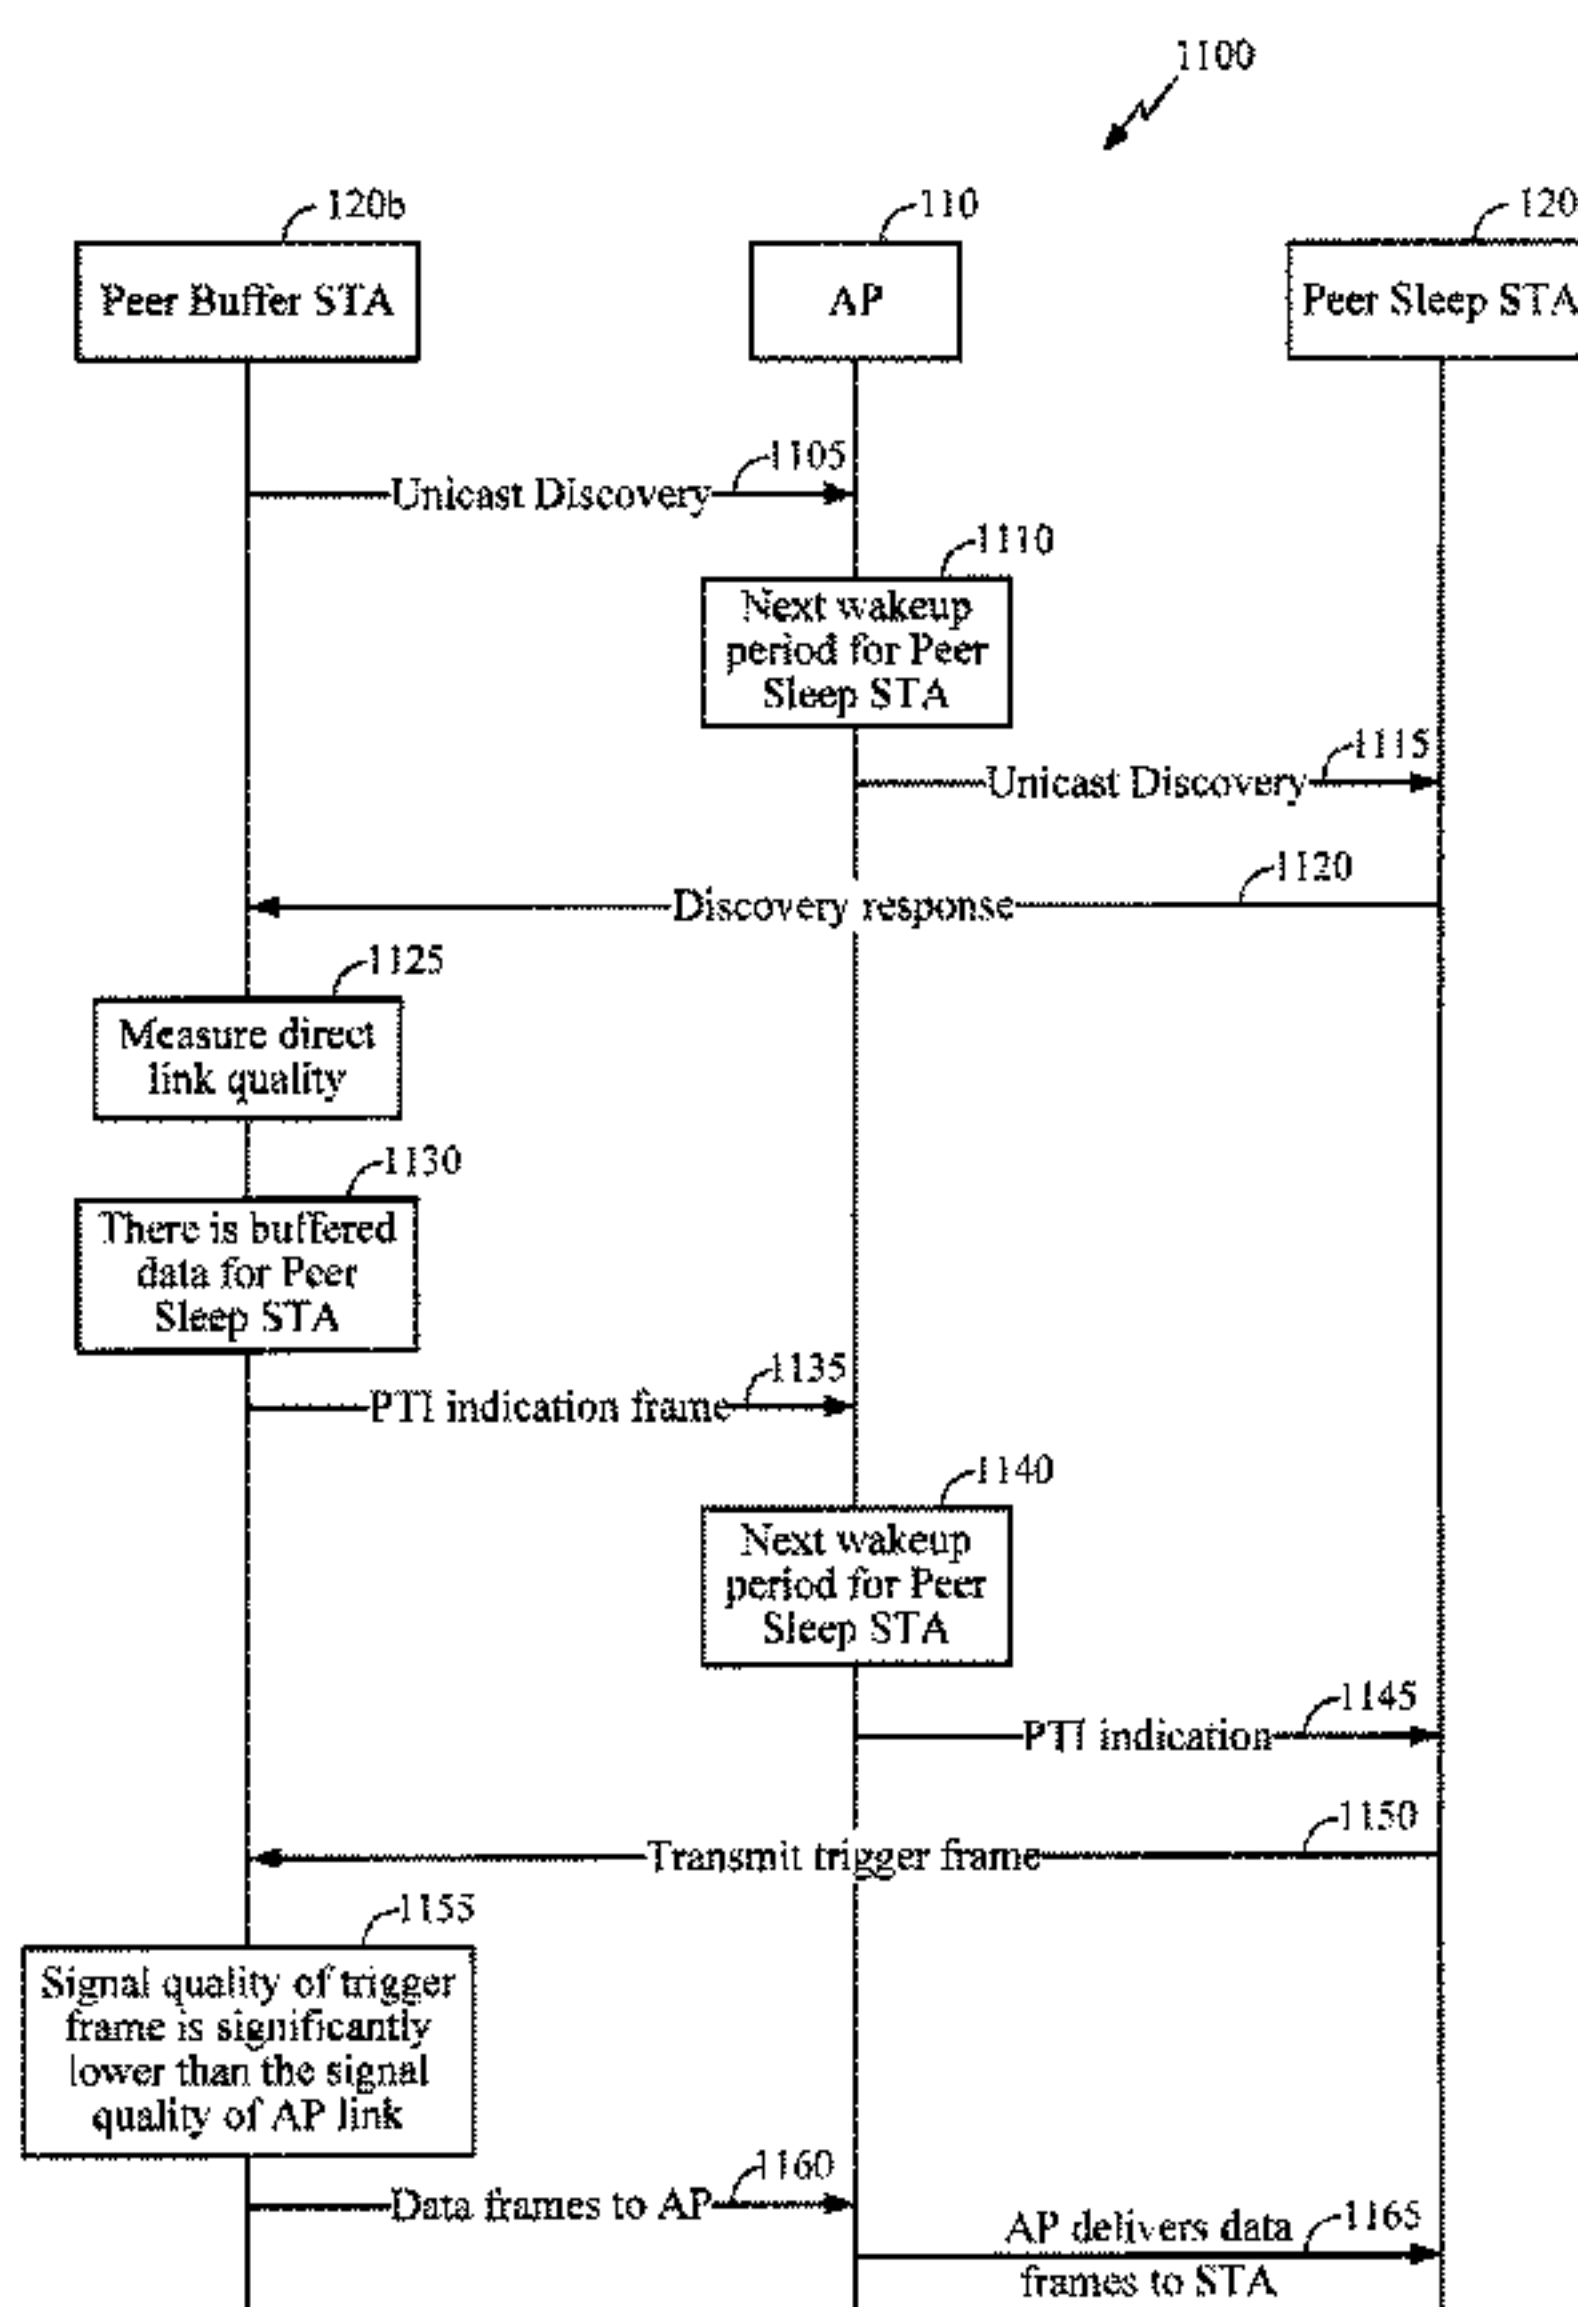 1100
120b
110
120
Peer Buffer STA
AP
Peer Sleep STA
1105
Unicast Discovery
1110
Next wakeup
period for Peer
Sleep STA
1115
Unicast Discovery
1120
Discovery response
1125
Measure direct
link quality
1130
There is buffered
data for Peer
Sleep STA
1135
PTI indication frame
1140
Next wakeup
period for Peer
Sleep STA
1145
PTI indication
1150
Transmit trigger frame
1155
Signal quality of trigger
frame is significantly
lower than the signal
quality of AP link
1160
Data frames to AP
1165
AP delivers data
frames to STA